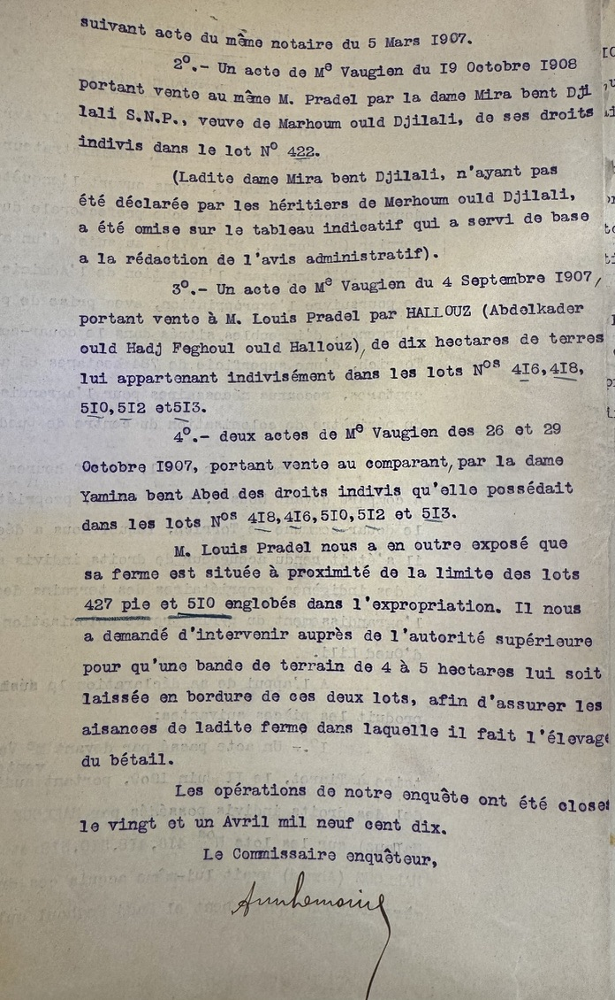 suivant acte du même notaire du 5 Mars I907.
2º.- Un acte de Mᵉ Vaugien du I9 Octobre I908
portant vente au même M. Pradel par la dame Mira bent Dji
lali S.N.P., veuve de Marhoum ould Djilali, de ses droits
indivis dans le lot Nº 422.
(Ladite dame Mira bent Djilali, n'ayant pas
été déclarée par les héritiers de Merhoum ould Djilali,
a été omise sur le tableau indicatif qui a servi de base
a la rédaction de l'avis administratif).
3º.- Un acte de Mᵉ Vaugien du 4 Septembre I907,
portant vente à M. Louis Pradel par HALLOUZ (Abdelkader
ould Hadj Feghoul ould Hallouz), de dix hectares de terres
lui appartenant indivisément dans les lots Nᵒˢ 4I6,4I8,
5I0,5I2 et5I3.
4º.- deux actes de Mᵉ Vaugien des 26 et 29
Octobre I907, portant vente au comparant, par la dame
Yamina bent Abed des droits indivis qu'elle possédait
dans les lots Nᵒˢ 4I8,4I6,5I0,5I2 et 5I3.
M. Louis Pradel nous a en outre exposé que
sa ferme est située à proximité de la limite des lots
427 pie et 5I0 englobés dans l'expropriation. Il nous
a demandé d'intervenir auprès de l'autorité supérieure
pour qu'une bande de terrain de 4 à 5 hectares lui soit
laissée en bordure de ces deux lots, afin d'assurer les
aisances de ladite ferme dans laquelle il fait l'élevage
du bétail.
Les opérations de notre enquête ont été closes
le vingt et un Avril mil neuf cent dix.
Le Commissaire enquêteur,